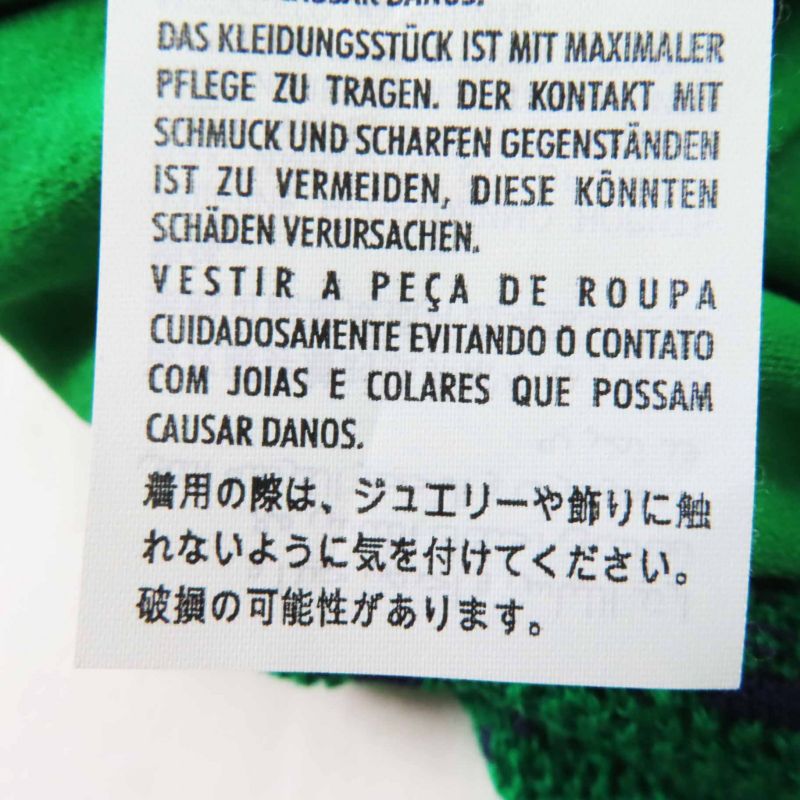 CAUSAR DANOS.
DAS KLEIDUNGSSTÜCK IST MIT MAXIMALER
PFLEGE ZU TRAGEN. DER KONTAKT MIT
SCHMUCK UND SCHARFEN GEGENSTÄNDEN
IST ZU VERMEIDEN, DIESE KÖNNTEN
SCHÄDEN VERURSACHEN.
VESTIR A PEÇA DE ROUPA
CUIDADOSAMENTE EVITANDO O CONTATO
COM JOIAS E COLARES QUE POSSAM
CAUSAR DANOS.
着用の際は、ジュエリーや飾りに触
れないように気を付けてください。
破損の可能性があります。